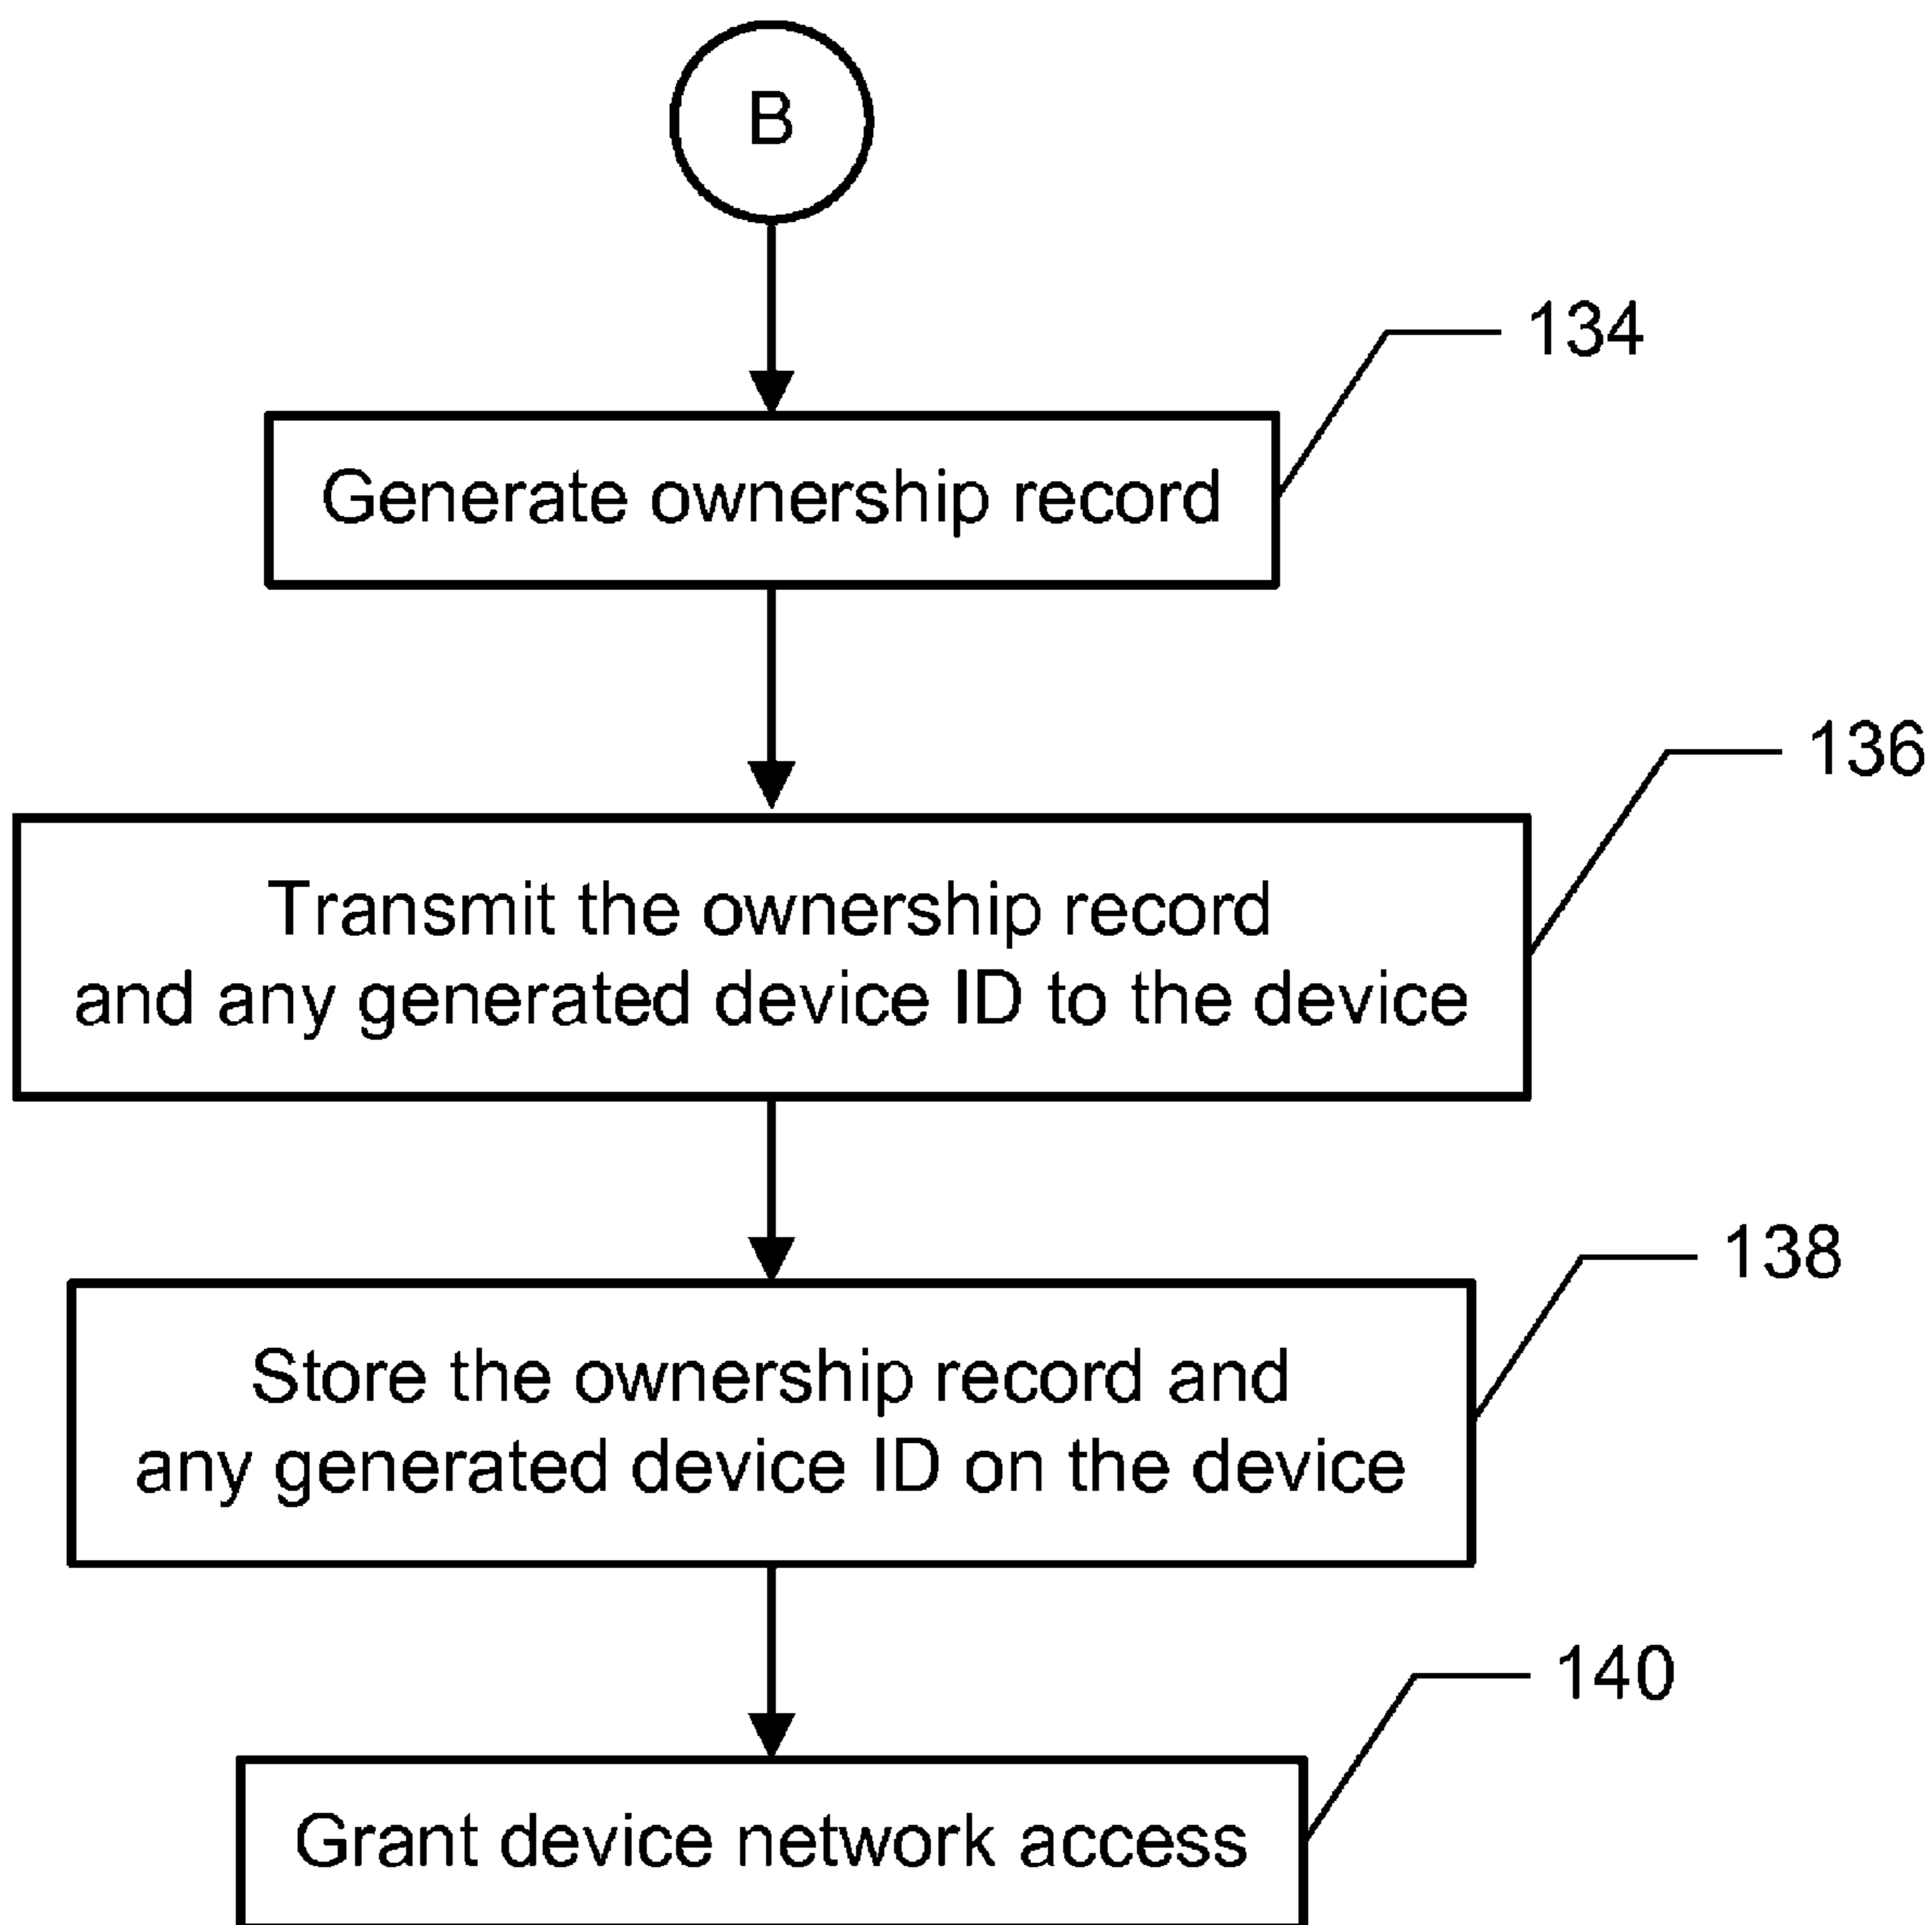 B
134
Generate ownership record
136
Transmit the ownership record
and any generated device ID to the device
138
Store the ownership record and
any generated device ID on the device
140
Grant device network access